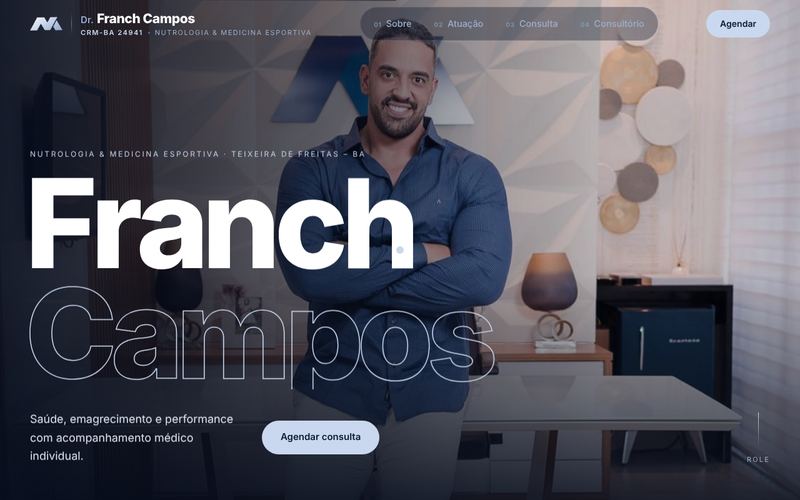 Dr. Franch Campos
CRM-BA 24941 · NUTROLOGIA & MEDICINA ESPORTIVA
01 Sobre
02 Atuação
03 Consulta
04 Consultório
Agendar
NUTROLOGIA & MEDICINA ESPORTIVA · TEIXEIRA DE FREITAS – BA
Franch
Campos
Saúde, emagrecimento e performance
com acompanhamento médico
individual.
Agendar consulta
ROLE